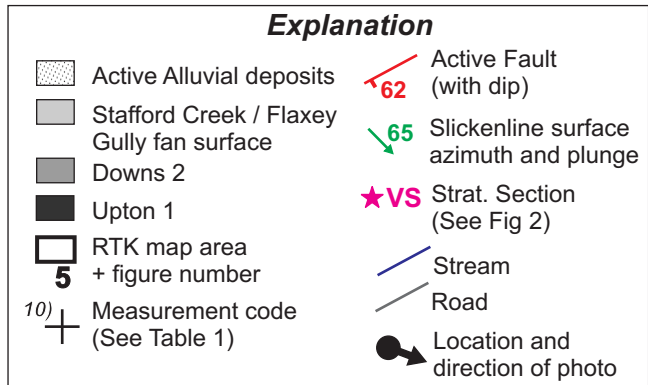 Explanation
Active Alluvial deposits
Stafford Creek / Flaxey
Gully fan surface
Downs 2
Upton 1
RTK map area
5 + figure number
10) Measurement code
(See Table 1)
Active Fault
62 (with dip)
65 Slickenline surface
azimuth and plunge
VS Strat. Section
(See Fig 2)
Stream
Road
Location and
direction of photo